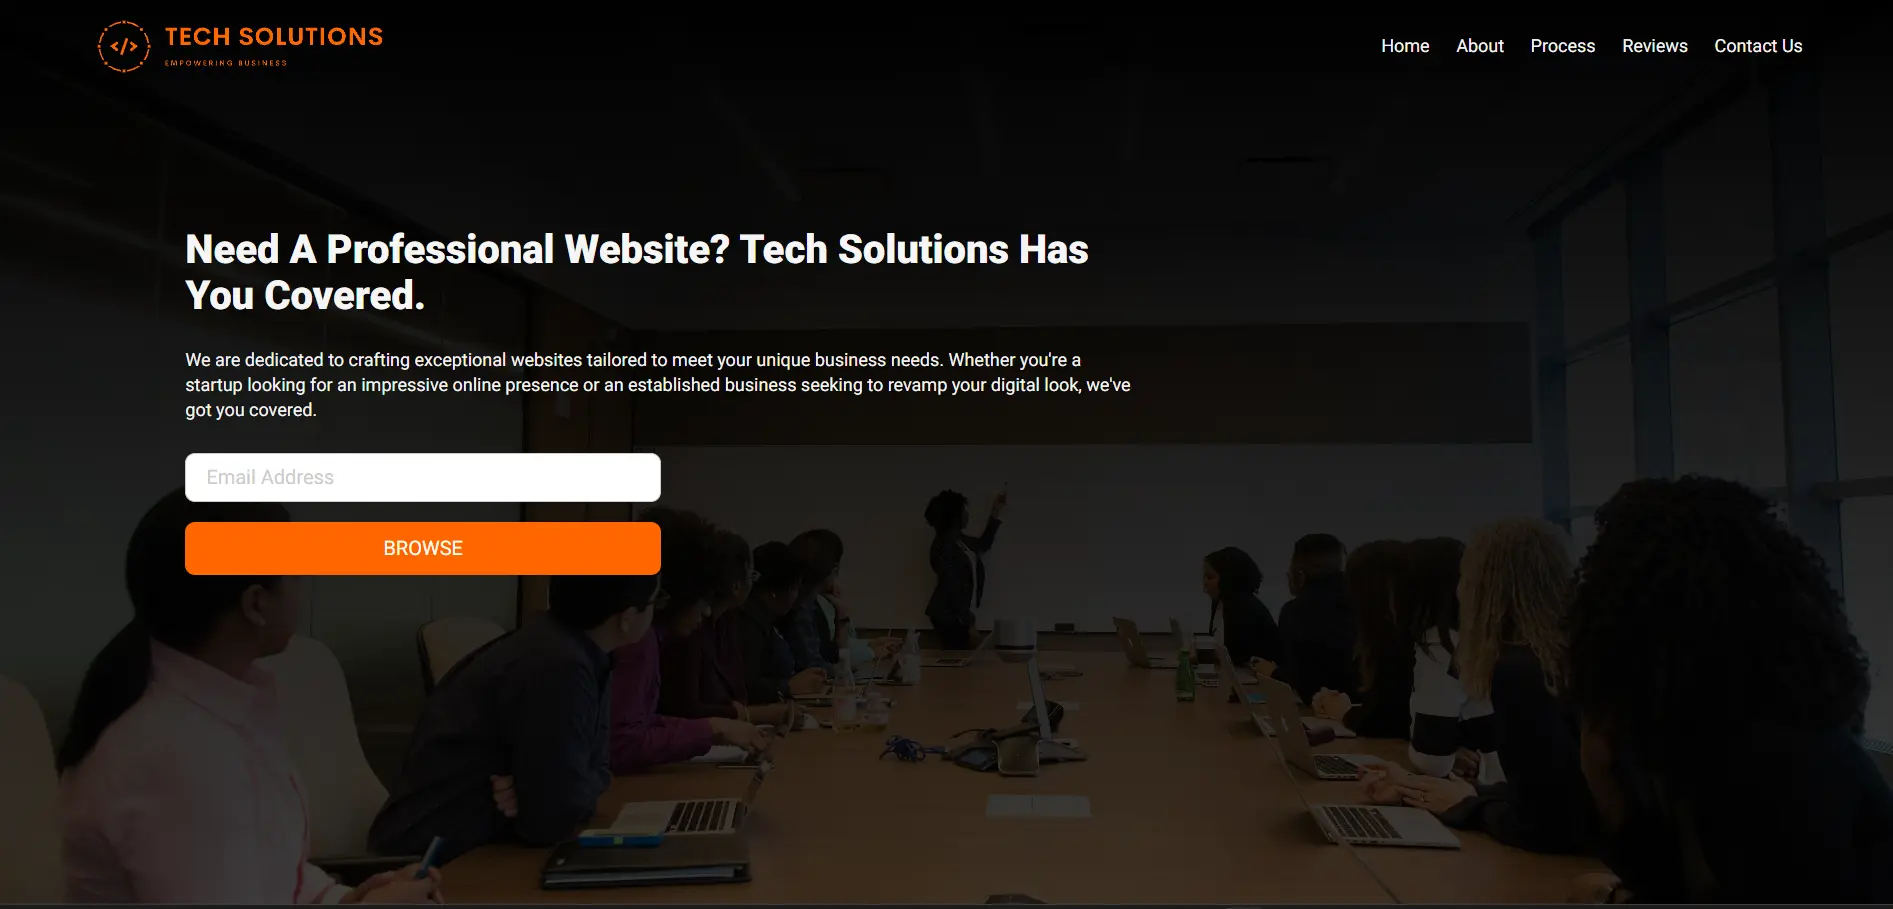 TECH SOLUTIONS
EMPOWERING BUSINESS
Home About Process Reviews Contact Us
Need A Professional Website? Tech Solutions Has
You Covered.
We are dedicated to crafting exceptional websites tailored to meet your unique business needs. Whether you're a
startup looking for an impressive online presence or an established business seeking to revamp your digital look, we've
got you covered.
Email Address
BROWSE